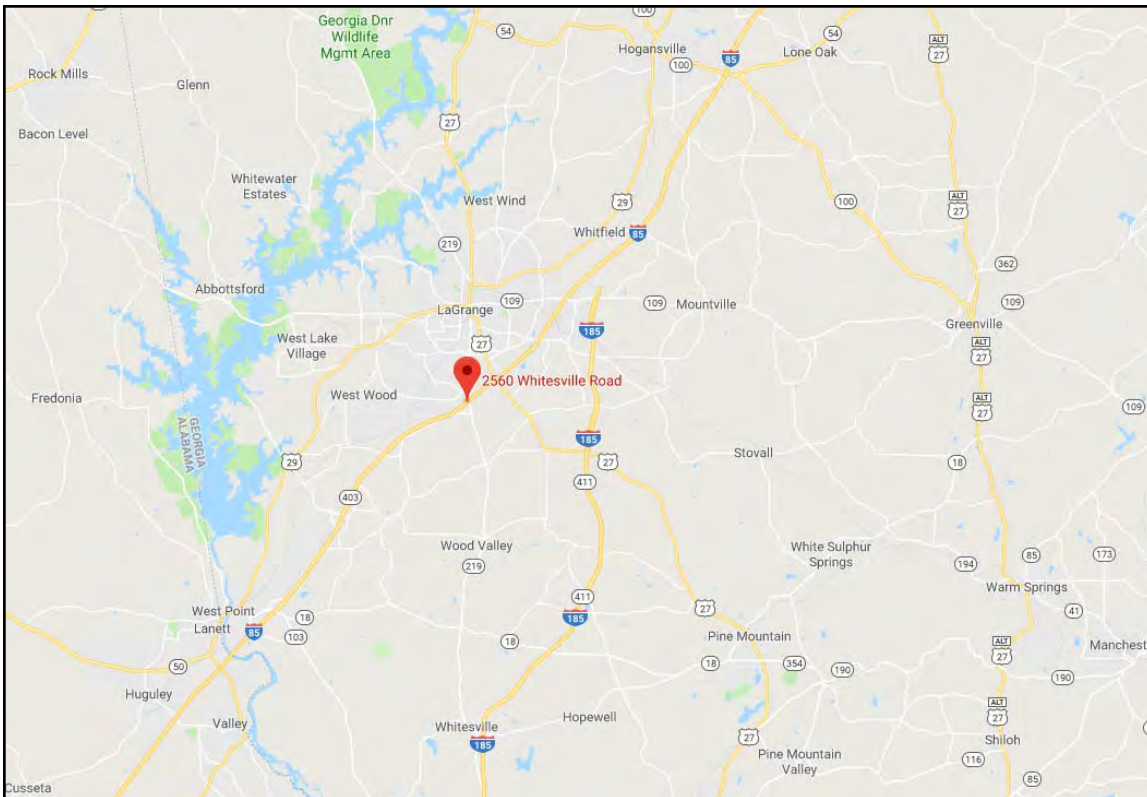 Georgia Dnr
Wildlife
Mgmt Area
54
100
Hogansville
100
85
Lone Oak
54
ALT
27
Rock Mills
Glenn
27
Bacon Level
Whitewater
Estates
West Wind
29
100
ALT
27
219
Whitfield
85
362
Abbottsford
LaGrange
109
109
Mountville
109
Greenville
185
West Lake
Village
27
ALT
27
2560 Whitesville Road
West Wood
Fredonia
ALT
27
109
GEORGIA
ALABAMA
185
29
27
Stovall
18
411
403
Wood Valley
219
White Sulphur
Springs
85
173
194
Warm Springs
411
185
West Point
18
Lanett
85
103
27
41
18
Pine Mountain
ALT
27
Manchest
50
18
354
190
190
Huguley
Valley
Whitesville
Hopewell
ALT
27
185
27
Shiloh
Pine Mountain
Valley
116
85
Cusseta